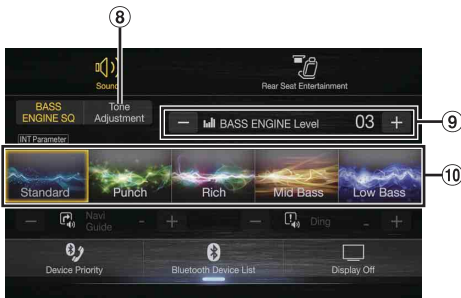 ⑧
Sound
Rear Seat Entertainment
BASS
ENGINE SQ
Tone
Adjustment
− BASS ENGINE Level 03 +
⑨
INT Parameter
Standard Punch Rich Mid Bass Low Bass
⑩
− Navi
Guide - + − Ding - +
Device Priority Bluetooth Device List Display Off